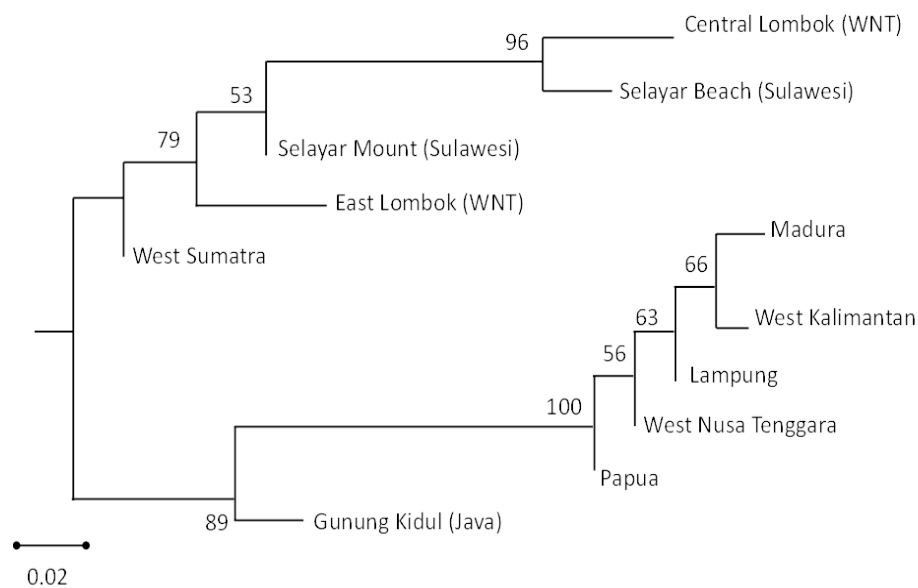 Central Lombok (WNT)
96
Selayar Beach (Sulawesi)
53
79
Selayar Mount (Sulawesi)
East Lombok (WNT)
West Sumatra
Madura
66
West Kalimantan
63
56
Lampung
100
West Nusa Tenggara
Papua
89
Gunung Kidul (Java)
0.02